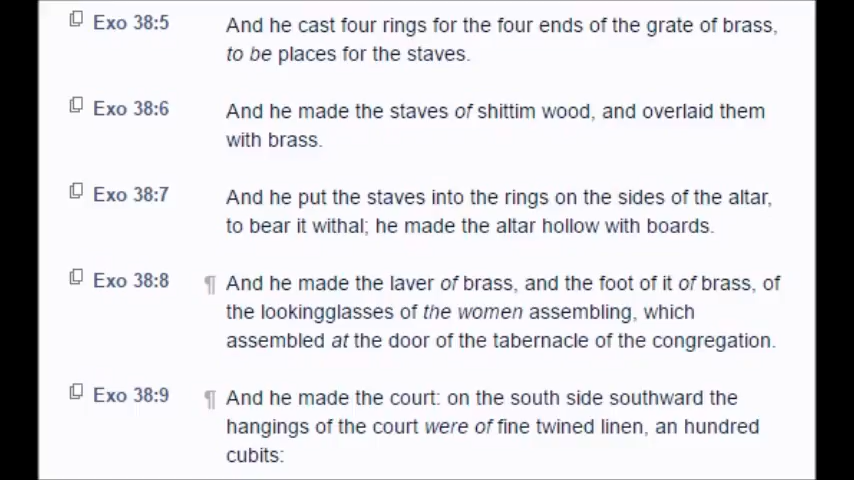 Exo 38:5 And he cast four rings for the four ends of the grate of brass,
to be places for the staves.
Exo 38:6 And he made the staves of shittim wood, and overlaid them
with brass.
Exo 38:7 And he put the staves into the rings on the sides of the altar,
to bear it withal; he made the altar hollow with boards.
Exo 38:8 ¶ And he made the laver of brass, and the foot of it of brass, of
the lookingglasses of the women assembling, which
assembled at the door of the tabernacle of the congregation.
Exo 38:9 ¶ And he made the court: on the south side southward the
hangings of the court were of fine twined linen, an hundred
cubits: